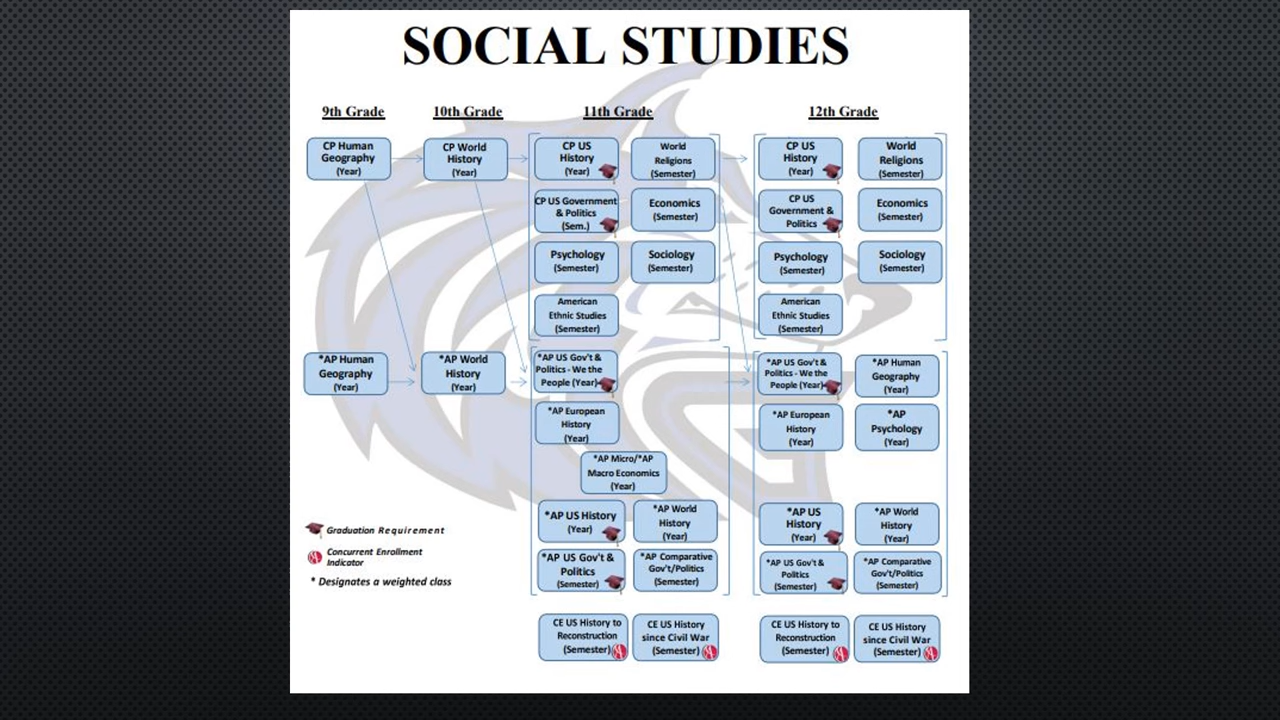 SOCIAL STUDIES
9th Grade
10th Grade
11th Grade
12th Grade
CP Human
Geography
(Year)
CP World
History
(Year)
CP US
History
(Year)
World
Religions
(Semester)
CP US
History
(Year)
World
Religions
(Semester)
CP US Government
& Politics
(Sem.)
Economics
(Semester)
CP US
Government &
Politics
Economics
(Semester)
Psychology
(Semester)
Sociology
(Semester)
Psychology
(Semester)
Sociology
(Semester)
American
Ethnic Studies
(Semester)
American
Ethnic Studies
(Semester)
*AP Human
Geography
(Year)
*AP World
History
(Year)
*AP US Gov't &
Politics - We the
People (Year)
*AP US Gov't &
Politics - We the
People (Year)
*AP Human
Geography
(Year)
*AP European
History
(Year)
*AP European
History
(Year)
*AP
Psychology
(Year)
*AP Micro/*AP
Macro Economics
(Year)
*AP US History
(Year)
*AP World
History
(Year)
*AP US
History
(Year)
*AP World
History
(Year)
*AP US Gov't &
Politics
(Semester)
*AP Comparative
Gov't/Politics
(Semester)
*AP US Gov't &
Politics
(Semester)
*AP Comparative
Gov't/Politics
(Semester)
Graduation Requirement
Concurrent Enrollment
Indicator
* Designates a weighted class
CE US History to
Reconstruction
(Semester)
CE US History
since Civil War
(Semester)
CE US History to
Reconstruction
(Semester)
CE US History
since Civil War
(Semester)